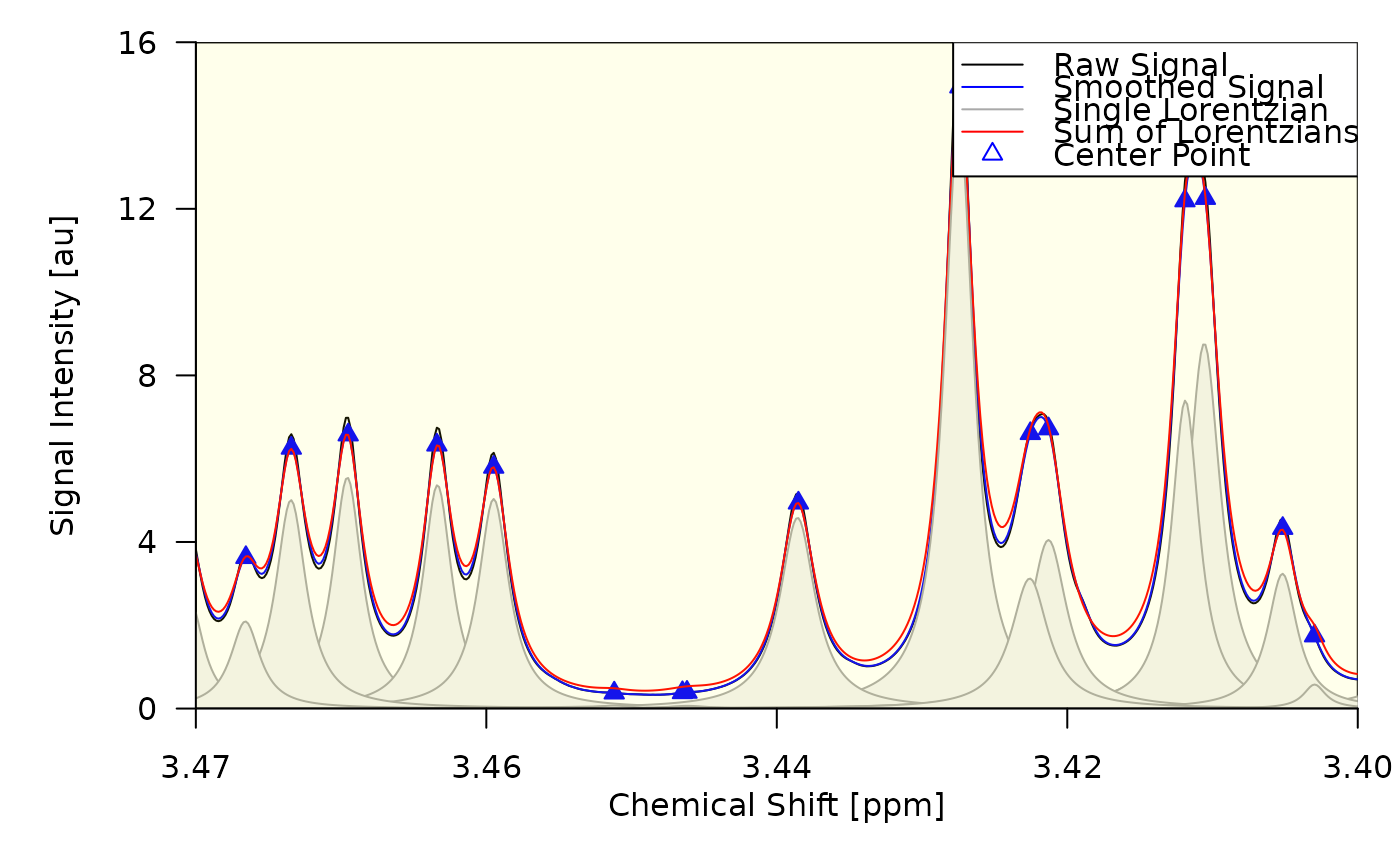 16
12
8
4
0
Signal Intensity [au]
Raw Signal
Smoothed Signal
Single Lorentzian
Sum of Lorentzians
Center Point
3.47
3.46
3.44
3.42
3.40
Chemical Shift [ppm]